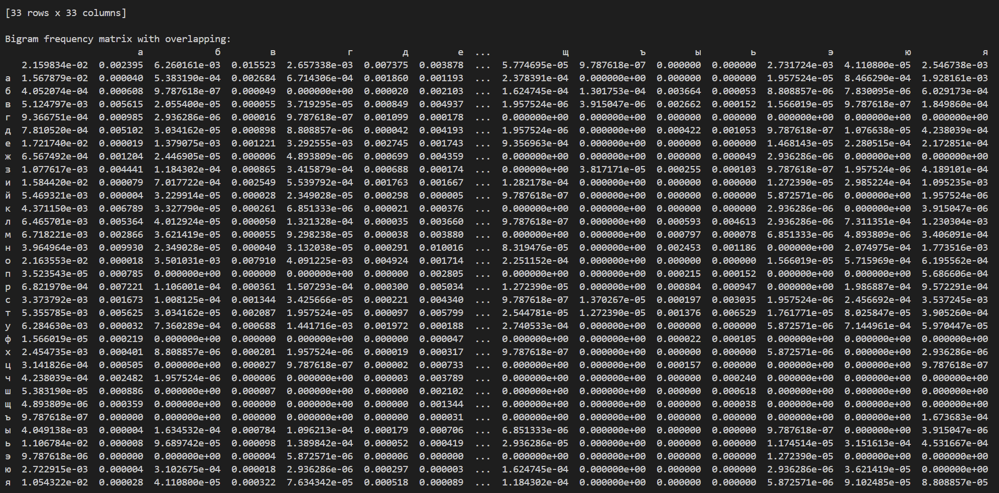 [33 rows x 33 columns]
Bigram frequency matrix with overlapping:
а б в г д е ... щ ъ ы ь э ю я
2.159834e-02 0.002395 6.260161e-03 0.015523 2.657338e-03 0.007375 0.003878 ... 5.774695e-05 9.787618e-07 0.000000 0.000000 2.731724e-03 4.110800e-05 2.546738e-03
а 1.567879e-02 0.000040 5.383190e-04 0.002684 6.714306e-04 0.001860 0.001193 ... 2.378391e-04 0.000000e+00 0.000000 0.000000 1.957524e-05 8.466290e-04 1.928161e-03
б 4.052074e-04 0.000608 9.787618e-07 0.000049 0.000000e+00 0.000020 0.002103 ... 1.624745e-04 1.301753e-04 0.003664 0.000053 8.808857e-06 7.830095e-06 6.029173e-04
в 5.124797e-03 0.005615 2.055400e-05 0.000055 3.719295e-05 0.000849 0.004937 ... 1.957524e-06 3.915047e-06 0.002662 0.000152 1.566019e-05 9.787618e-07 1.849860e-04
г 9.366751e-04 0.000985 2.936286e-06 0.000016 9.787618e-07 0.001099 0.000178 ... 0.000000e+00 0.000000e+00 0.000000 0.000000 0.000000e+00 0.000000e+00 0.000000e+00
д 7.810520e-04 0.005102 3.034162e-05 0.000898 8.808857e-06 0.000042 0.004193 ... 1.957524e-06 0.000000e+00 0.000422 0.001053 9.787618e-07 1.076638e-05 4.238039e-04
е 1.721740e-02 0.000019 1.379075e-03 0.001221 3.292555e-03 0.002745 0.001743 ... 9.356963e-04 0.000000e+00 0.000000 0.000000 1.468143e-05 2.280515e-04 2.172851e-04
ж 6.567492e-04 0.001204 2.446905e-05 0.000006 4.893809e-06 0.000699 0.004359 ... 0.000000e+00 0.000000e+00 0.000000 0.000049 2.936286e-06 0.000000e+00 0.000000e+00
з 1.077617e-03 0.004441 1.184302e-04 0.000865 3.415879e-04 0.000688 0.000174 ... 0.000000e+00 3.817171e-05 0.000255 0.000103 9.787618e-07 1.957524e-06 4.189101e-04
и 1.584420e-02 0.000079 7.017722e-04 0.002549 5.539792e-04 0.001763 0.001667 ... 1.282178e-04 0.000000e+00 0.000000 0.000000 1.272390e-05 2.985224e-04 1.095235e-03
й 5.469321e-03 0.000004 3.229914e-05 0.000028 2.349028e-05 0.000298 0.000005 ... 9.787618e-07 0.000000e+00 0.000000 0.000000 5.872571e-06 0.000000e+00 1.957524e-06
к 4.371150e-03 0.006789 3.327790e-05 0.000261 6.851333e-06 0.000021 0.000376 ... 0.000000e+00 0.000000e+00 0.000000 0.000000 2.936286e-06 0.000000e+00 3.915047e-06
л 6.465701e-03 0.005364 4.012924e-05 0.000050 1.321328e-04 0.000035 0.003660 ... 9.787618e-07 0.000000e+00 0.000593 0.004613 2.936286e-06 7.311351e-04 1.230304e-03
м 6.718221e-03 0.002866 3.621419e-05 0.000055 9.298238e-05 0.000038 0.003880 ... 0.000000e+00 0.000000e+00 0.000797 0.000078 6.851333e-06 4.893809e-06 3.406091e-04
н 3.964964e-03 0.009930 2.349028e-05 0.000040 3.132038e-05 0.000291 0.010016 ... 8.319476e-05 0.000000e+00 0.002453 0.001186 0.000000e+00 2.074975e-04 1.773516e-03
о 2.163553e-02 0.000018 3.501031e-03 0.007910 4.091225e-03 0.004924 0.001714 ... 2.251152e-04 0.000000e+00 0.000000 0.000000 1.566019e-05 5.715969e-04 6.195562e-04
п 3.523543e-05 0.000785 0.000000e+00 0.000000 0.000000e+00 0.000000 0.002805 ... 0.000000e+00 0.000000e+00 0.000215 0.000152 0.000000e+00 0.000000e+00 5.686606e-04
р 6.821970e-04 0.007221 1.106001e-04 0.000361 1.507293e-04 0.000300 0.005034 ... 1.272390e-05 0.000000e+00 0.000804 0.000947 0.000000e+00 1.986887e-04 9.572291e-04
с 3.373792e-03 0.001673 1.008125e-04 0.001344 3.425666e-05 0.000221 0.004340 ... 9.787618e-07 1.370267e-05 0.000197 0.003035 1.957524e-06 2.456692e-04 3.537245e-03
т 5.355785e-03 0.005625 3.034162e-05 0.002087 1.957524e-05 0.000097 0.005799 ... 2.544781e-05 1.272390e-05 0.001376 0.006529 1.761771e-05 8.025847e-05 3.905260e-04
у 6.284630e-03 0.000032 7.360289e-04 0.000688 1.441716e-03 0.001972 0.000188 ... 2.740533e-04 0.000000e+00 0.000000 0.000000 5.872571e-06 7.144961e-04 5.970447e-05
ф 1.566019e-05 0.000219 0.000000e+00 0.000000 0.000000e+00 0.000000 0.000047 ... 0.000000e+00 0.000000e+00 0.000022 0.000105 0.000000e+00 0.000000e+00 0.000000e+00
х 2.454735e-03 0.000401 8.808857e-06 0.000201 1.957524e-06 0.000019 0.000317 ... 9.787618e-07 0.000000e+00 0.000000 0.000000 5.872571e-06 0.000000e+00 2.936286e-06
ц 3.141826e-04 0.000505 0.000000e+00 0.000027 9.787618e-07 0.000002 0.000733 ... 0.000000e+00 0.000000e+00 0.000157 0.000000 0.000000e+00 0.000000e+00 9.787618e-07
ч 4.238039e-04 0.002482 1.957524e-06 0.000006 0.000000e+00 0.000003 0.003789 ... 0.000000e+00 0.000000e+00 0.000000 0.000240 0.000000e+00 0.000000e+00 0.000000e+00
ш 5.383190e-05 0.000886 0.000000e+00 0.000007 0.000000e+00 0.000000 0.002102 ... 0.000000e+00 0.000000e+00 0.000000 0.000618 0.000000e+00 0.000000e+00 0.000000e+00
щ 4.893809e-06 0.000359 0.000000e+00 0.000000 0.000000e+00 0.000000 0.001344 ... 0.000000e+00 0.000000e+00 0.000000 0.000038 0.000000e+00 0.000000e+00 0.000000e+00
ъ 9.787618e-07 0.000000 0.000000e+00 0.000000 0.000000e+00 0.000000 0.000031 ... 0.000000e+00 0.000000e+00 0.000000 0.000000 0.000000e+00 0.000000e+00 1.673683e-04
ы 4.049138e-03 0.000004 1.634532e-04 0.000784 1.096213e-04 0.000179 0.000706 ... 6.851333e-06 0.000000e+00 0.000000 0.000000 9.787618e-07 0.000000e+00 3.915047e-06
ь 1.106784e-02 0.000008 9.689742e-05 0.000098 1.389842e-04 0.000052 0.000419 ... 2.936286e-05 0.000000e+00 0.000000 0.000000 1.174514e-05 3.151613e-04 4.531667e-04
э 9.787618e-06 0.000000 0.000000e+00 0.000004 5.872571e-06 0.000006 0.000000 ... 0.000000e+00 0.000000e+00 0.000000 0.000000 1.272390e-05 0.000000e+00 0.000000e+00
ю 2.722915e-03 0.000004 3.102675e-04 0.000018 2.936286e-06 0.000297 0.000003 ... 1.624745e-04 0.000000e+00 0.000000 0.000000 2.936286e-06 3.621419e-05 0.000000e+00
я 1.054322e-02 0.000028 4.110800e-05 0.000322 7.634342e-05 0.000518 0.000089 ... 1.184302e-04 0.000000e+00 0.000000 0.000000 5.872571e-06 9.102485e-05 8.808857e-05